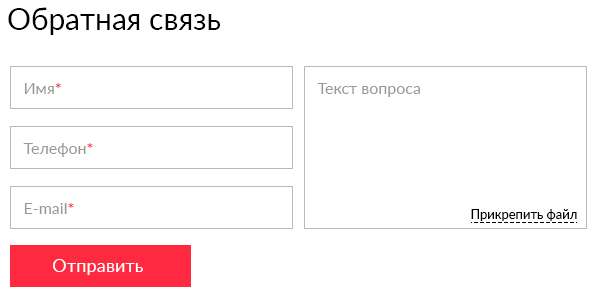 Обратная связь
Имя*
Телефон*
E-mail*
Текст вопроса
Прикрепить файл
Отправить